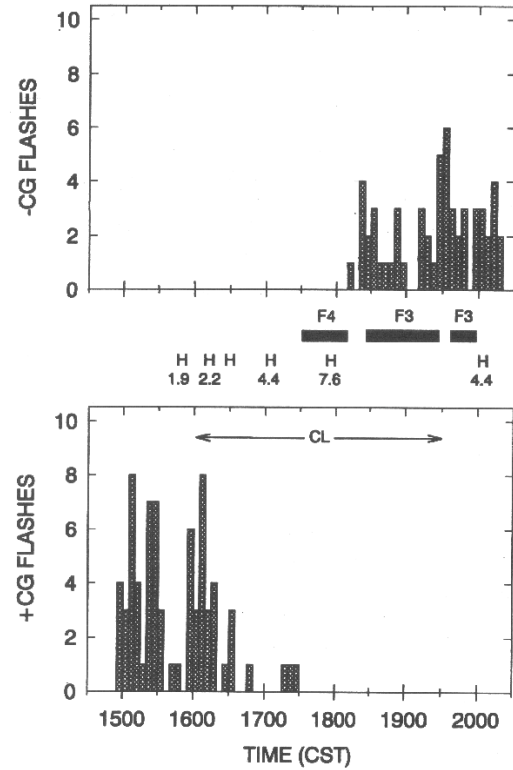 10
8
6
4
2
0
-CG FLASHES
F4 F3 F3
H H H H H H
1.9 2.2 4.4 7.6 4.4
10
8
6
4
2
0
+CG FLASHES
CL
1500 1600 1700 1800 1900 2000
TIME (CST)